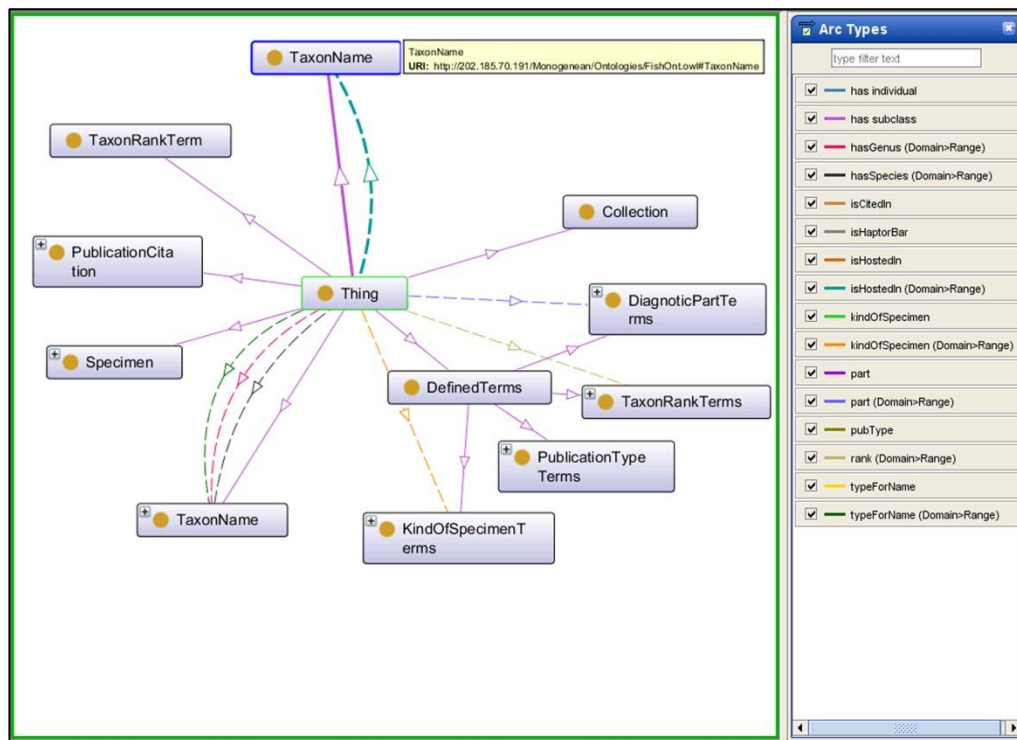 TaxonName
TaxonName
URI: http://202.185.70.191/Monogenean/Ontologies/FishOnt.owl#TaxonName
TaxonRankTerm
Collection
PublicationCita
tion
Thing
DiagnoticPartTe
rms
Specimen
DefinedTerms
TaxonRankTerms
PublicationType
Terms
TaxonName
KindOfSpecimenT
erms
Arc Types
type filter text
has individual
has subclass
hasGenus (Domain>Range)
hasSpecies (Domain>Range)
isCitedIn
isHaptorBar
isHostedIn
isHostedIn (Domain>Range)
kindOfSpecimen
kindOfSpecimen (Domain>Range)
part
part (Domain>Range)
pubType
rank (Domain>Range)
typeForName
typeForName (Domain>Range)